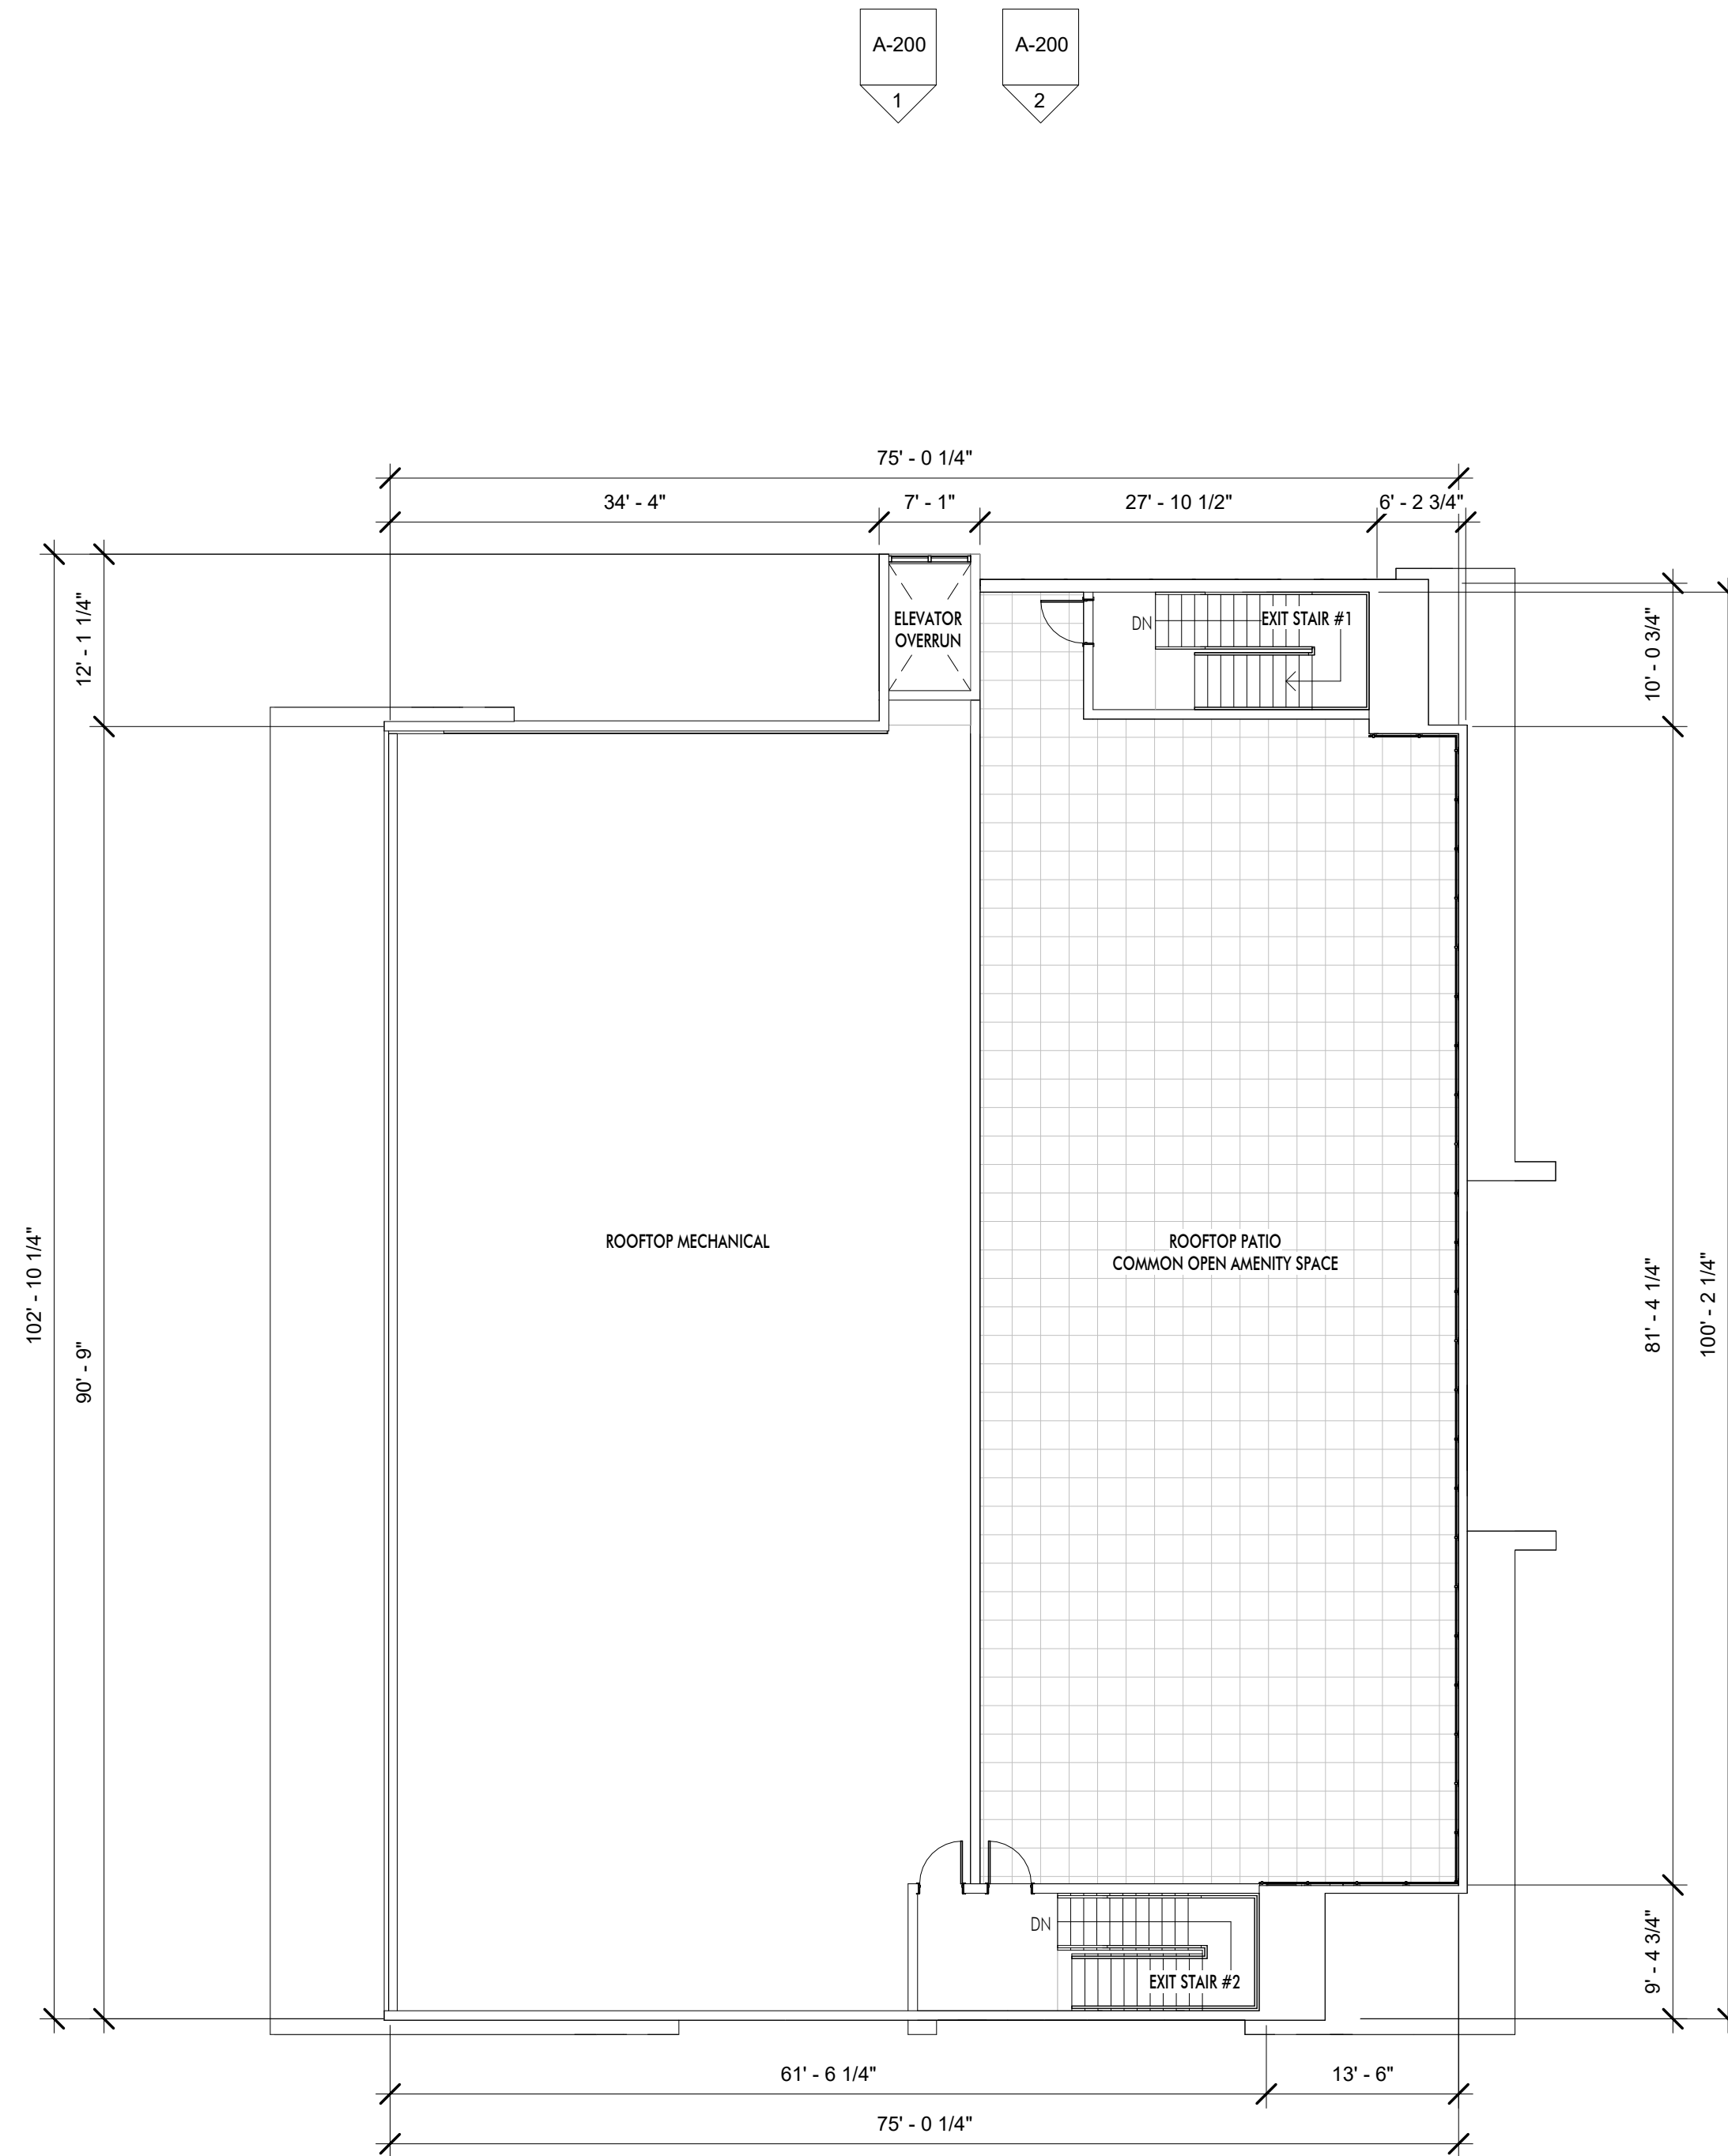 A-200
A-200
1
2
75' - 0 1/4"
34' - 4"
7' - 1"
27' - 10 1/2"
6' - 2 3/4"
12' - 1 1/4"
ELEVATOR
OVERRUN
DN
EXIT STAIR #1
10' - 0 3/4"
102' - 10 1/4"
90' - 9"
ROOFTOP MECHANICAL
ROOFTOP PATIO
COMMON OPEN AMENITY SPACE
81' - 4 1/4"
100' - 2 1/4"
DN
EXIT STAIR #2
9' - 4 3/4"
61' - 6 1/4"
13' - 6"
75' - 0 1/4"